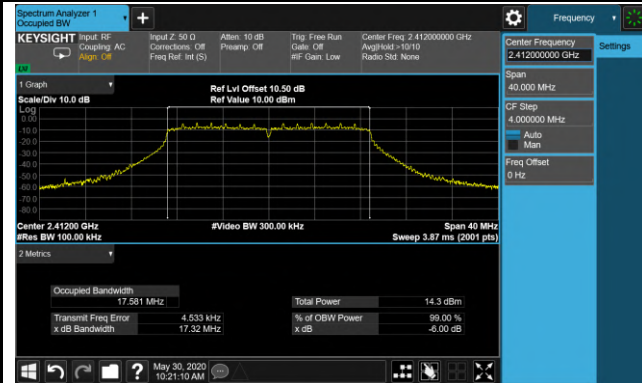 Spectrum Analyzer 1
Occupied BW
+
Frequency
KEYSIGHT
Input: RF
Coupling: AC
Align: Off
Input Z: 50 Ω
Corrections: Off
Freq Ref: Int (S)
Atten: 10 dB
Preamp: Off
Trig: Free Run
Gate: Off
#IF Gain: Low
Center Freq: 2.412000000 GHz
Avg|Hold:>10/10
Radio Std: None
Center Frequency
2.412000000 GHz
Settings
Span
40.000 MHz
CF Step
4.000000 MHz
Auto
Man
Freq Offset
0 Hz
1 Graph
Scale/Div 10.0 dB
Ref Lvl Offset 10.50 dB
Ref Value 10.00 dBm
Log
0.00
-10.0
-20.0
-30.0
-40.0
-50.0
-60.0
-70.0
-80.0
Center 2.41200 GHz
#Res BW 100.00 kHz
#Video BW 300.00 kHz
Span 40 MHz
Sweep 3.87 ms (2001 pts)
2 Metrics
Occupied Bandwidth
17.581 MHz
Total Power 14.3 dBm
Transmit Freq Error 4.533 kHz
% of OBW Power 99.00 %
x dB Bandwidth 17.32 MHz
x dB -6.00 dB
?
May 30, 2020
10:21:10 AM